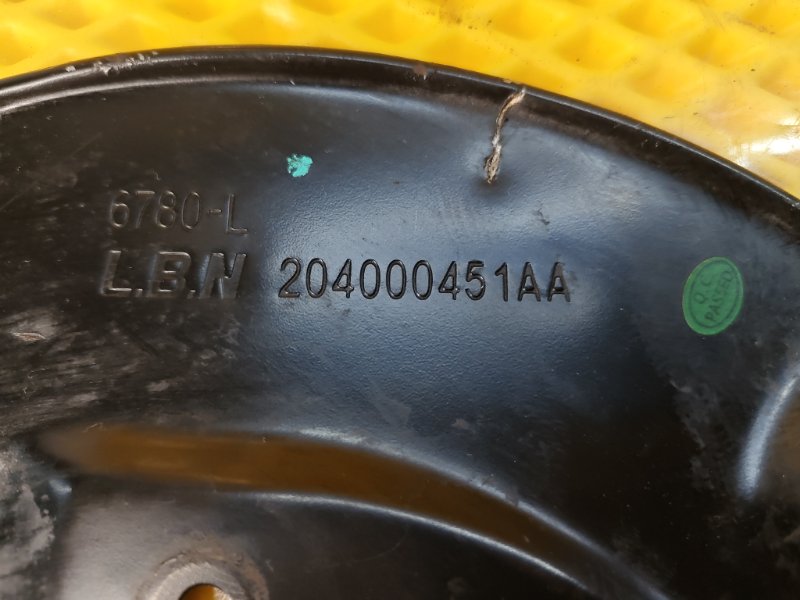 6780-L
L.B.N 204000451AA
Q.C
PASSED